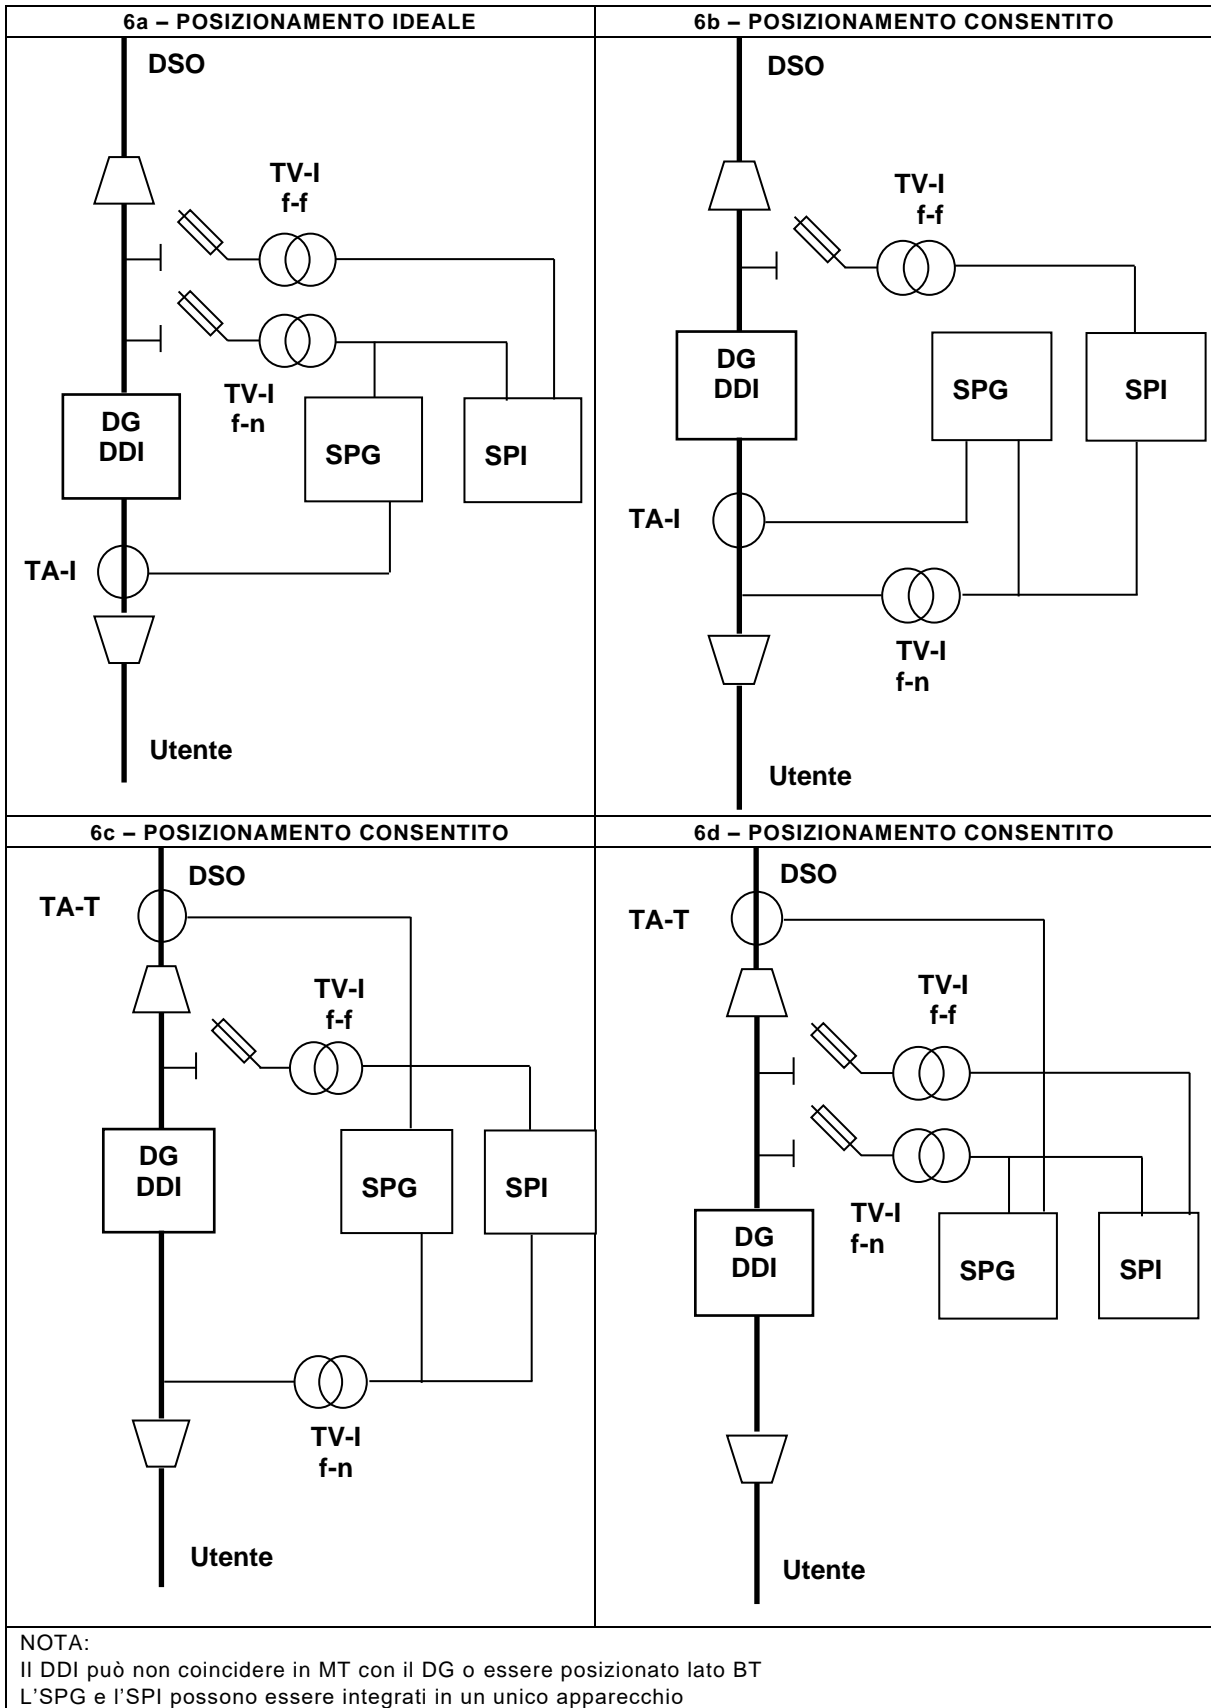 6a – POSIZIONAMENTO IDEALE
DSO
TV-I
f-f
TV-I
f-n
DG
DDI
SPG
SPI
TA-I
Utente
6b – POSIZIONAMENTO CONSENTITO
DSO
TV-I
f-f
DG
DDI
SPG
SPI
TA-I
TV-I
f-n
Utente
6c – POSIZIONAMENTO CONSENTITO
DSO
TA-T
TV-I
f-f
DG
DDI
SPG
SPI
TV-I
f-n
Utente
6d – POSIZIONAMENTO CONSENTITO
DSO
TA-T
TV-I
f-f
TV-I
f-n
DG
DDI
SPG
SPI
Utente
NOTA:
Il DDI può non coincidere in MT con il DG o essere posizionato lato BT
L'SPG e l'SPI possono essere integrati in un unico apparecchio